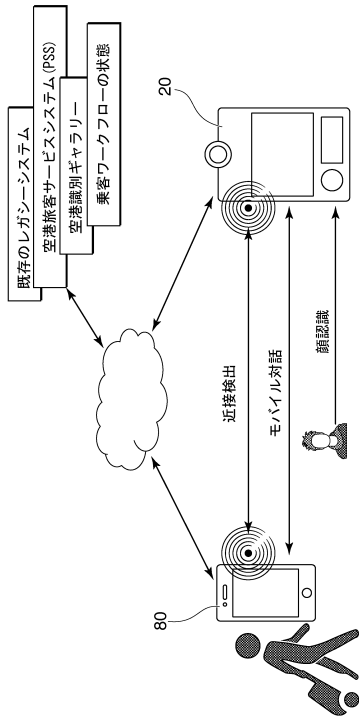 既存のレガシーシステム
空港旅客サービスシステム(PSS)
空港識別ギャラリー
乗客ワークフローの状態
20
近接検出
モバイル対話
顔認識
80